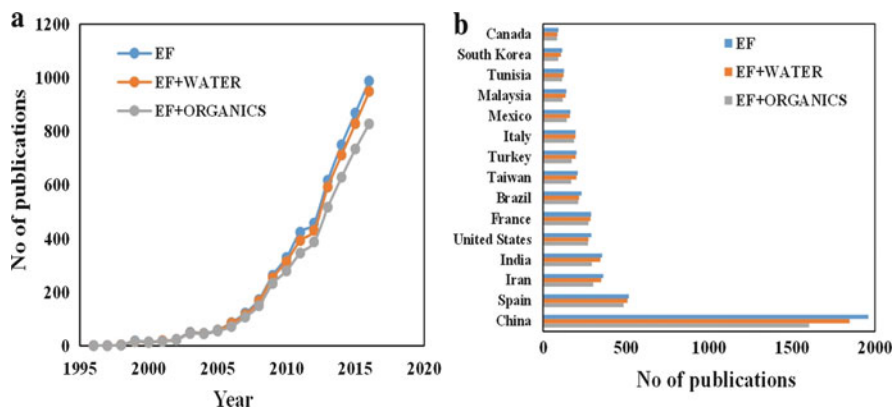 a
1200
1000
800
600
400
200
0
No of publications
EF
EF+WATER
EF+ORGANICS
1995
2000
2005
2010
2015
2020
Year
b
Canada
South Korea
Tunisia
Malaysia
Mexico
Italy
Turkey
Taiwan
Brazil
France
United States
India
Iran
Spain
China
EF
EF+WATER
EF+ORGANICS
0
500
1000
1500
2000
No of publications